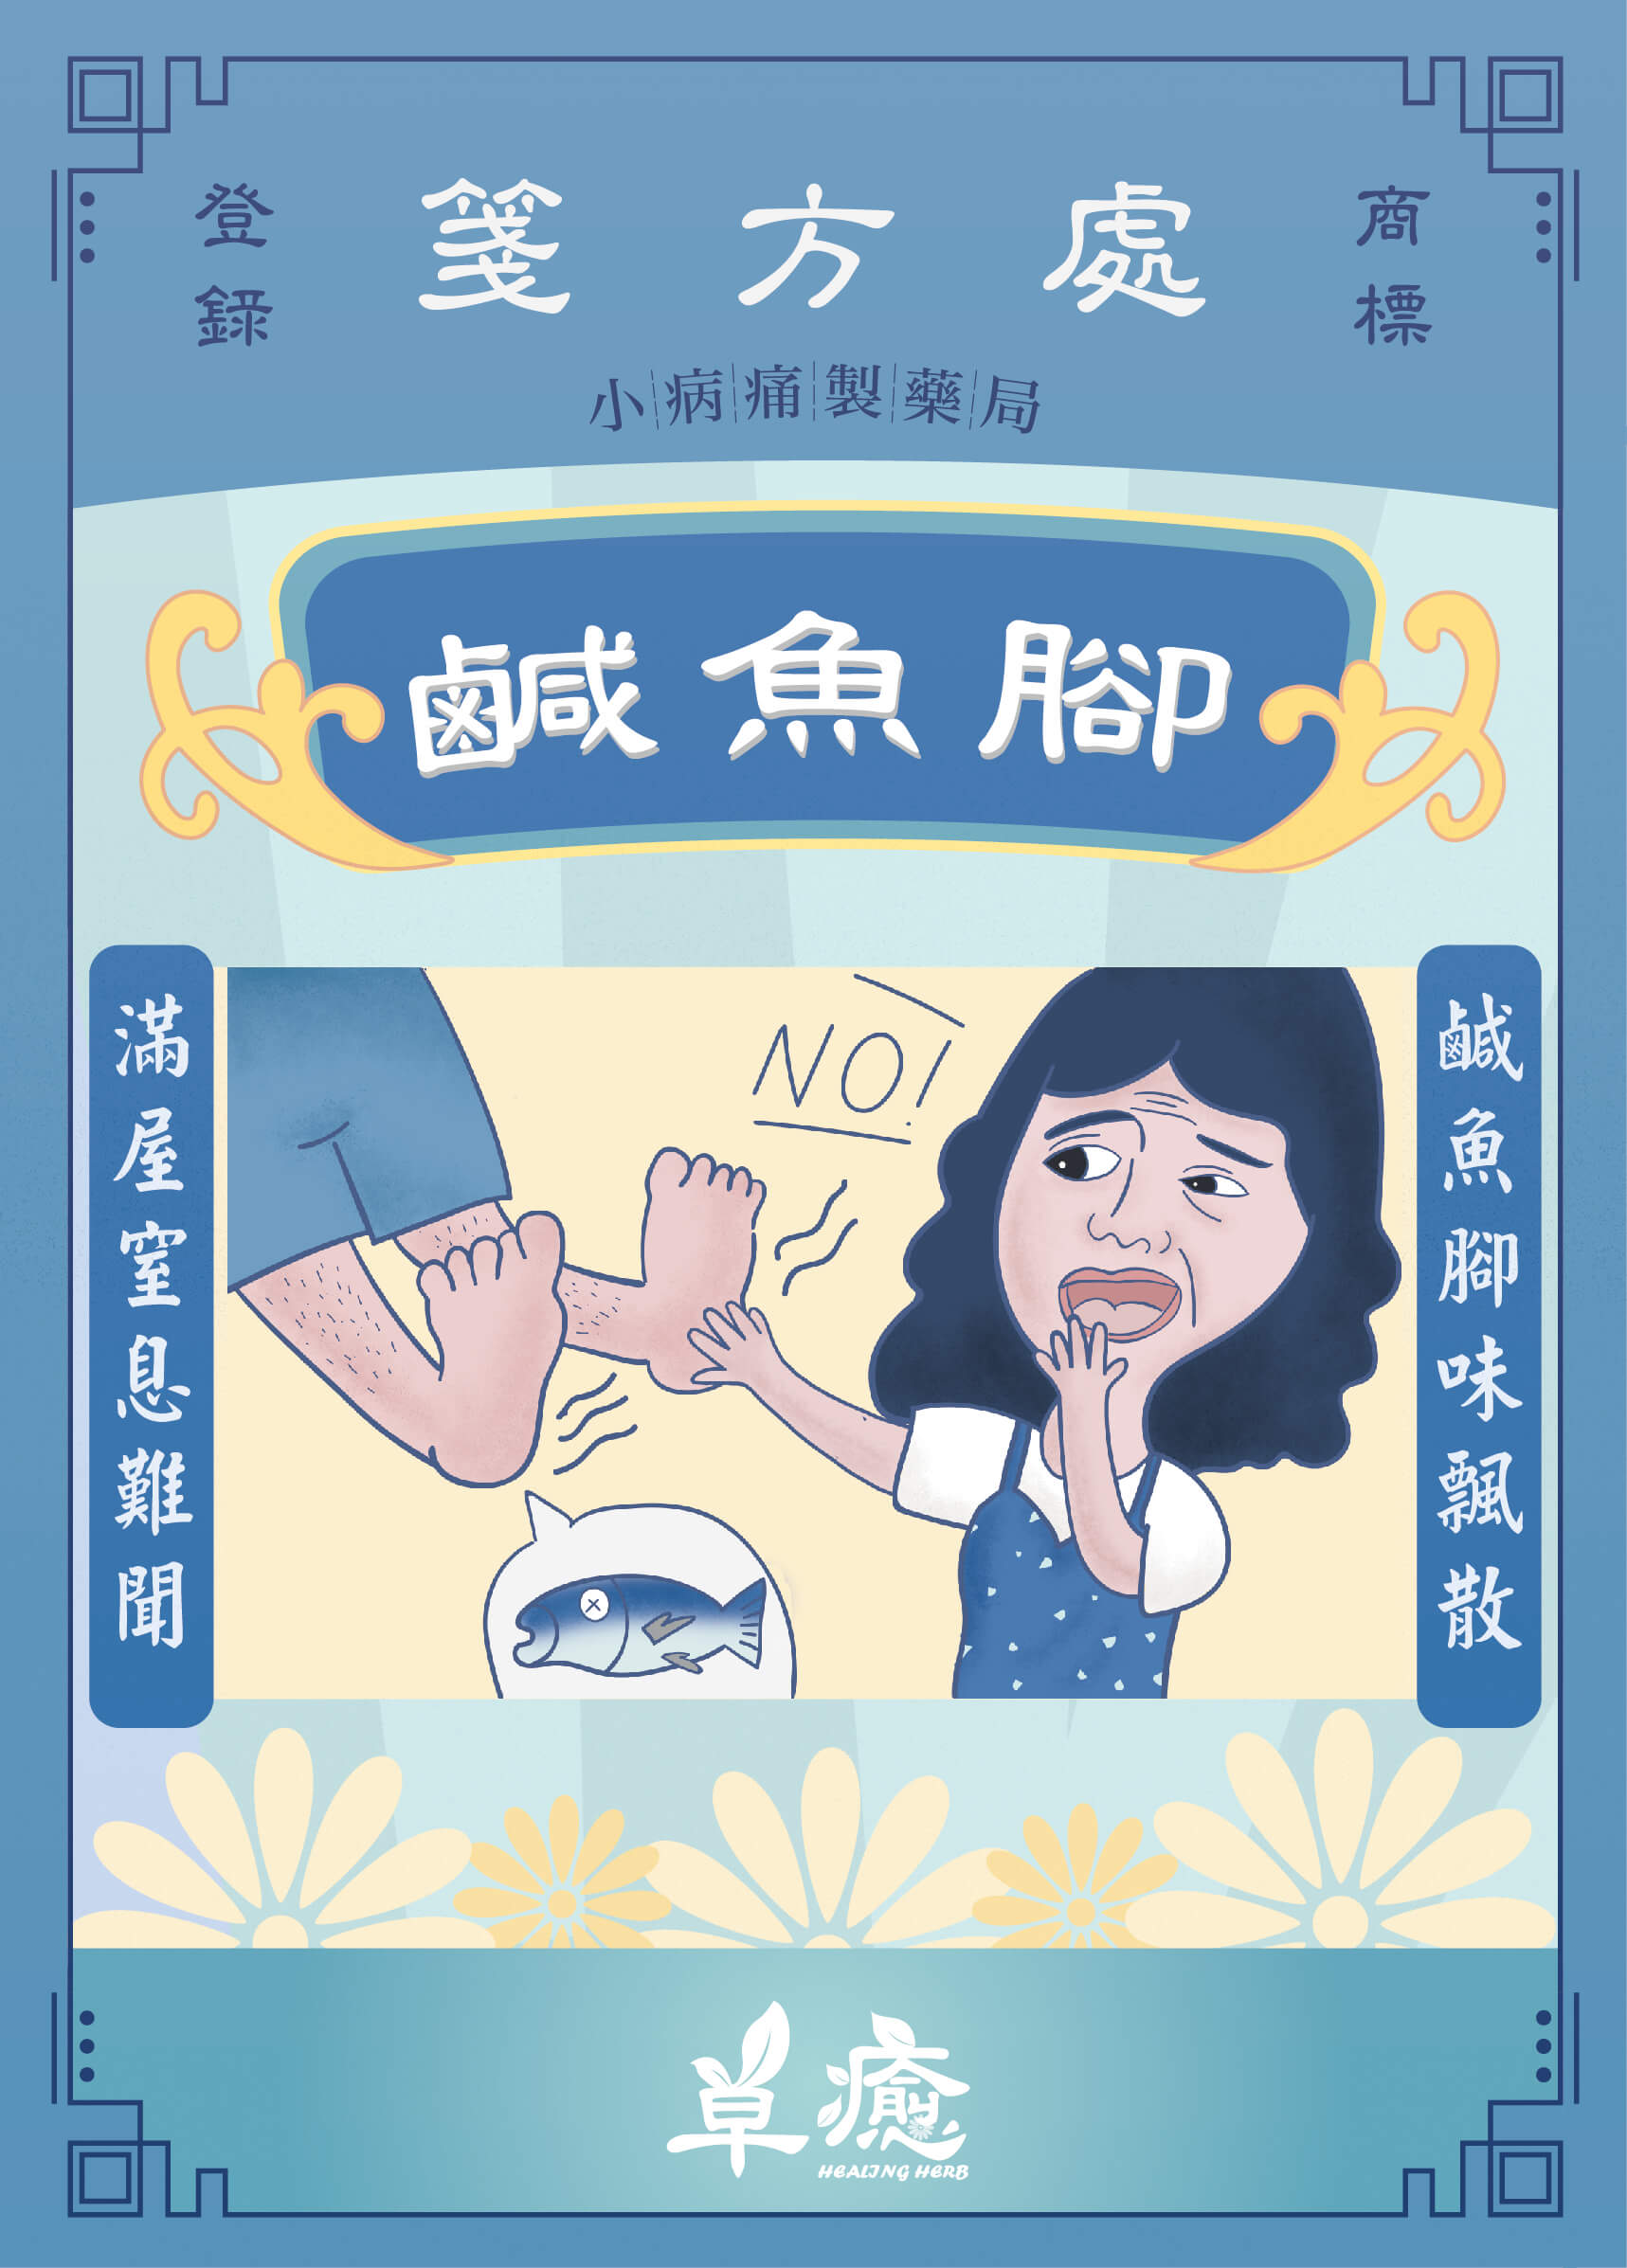 商標
處方箋
登錄
小病痛製藥局
鹹魚腳
鹹魚腳味飄散
NO!
滿屋窒息難聞
草癒
HEALING HERB